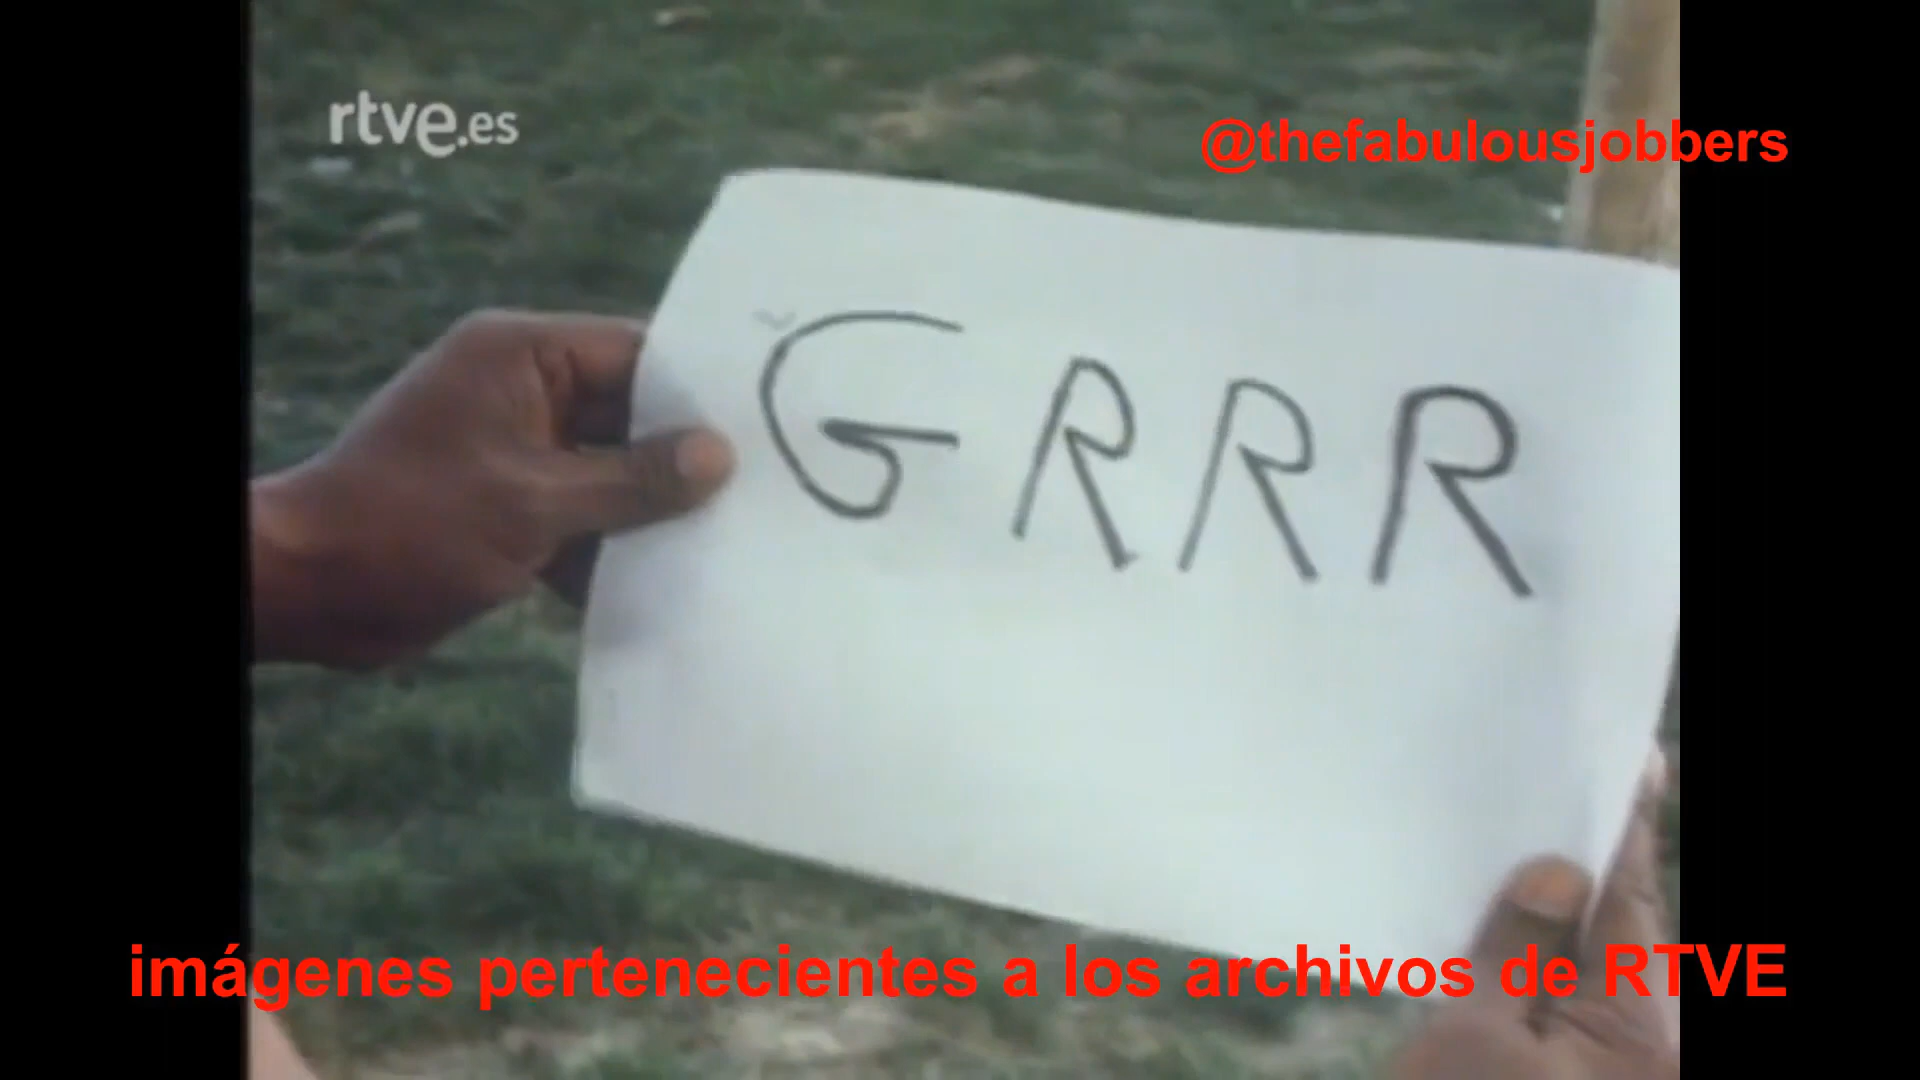 rtve.es
@thefabulousjobbers
GRRR
imágenes pertenecientes a los archivos de RTVE